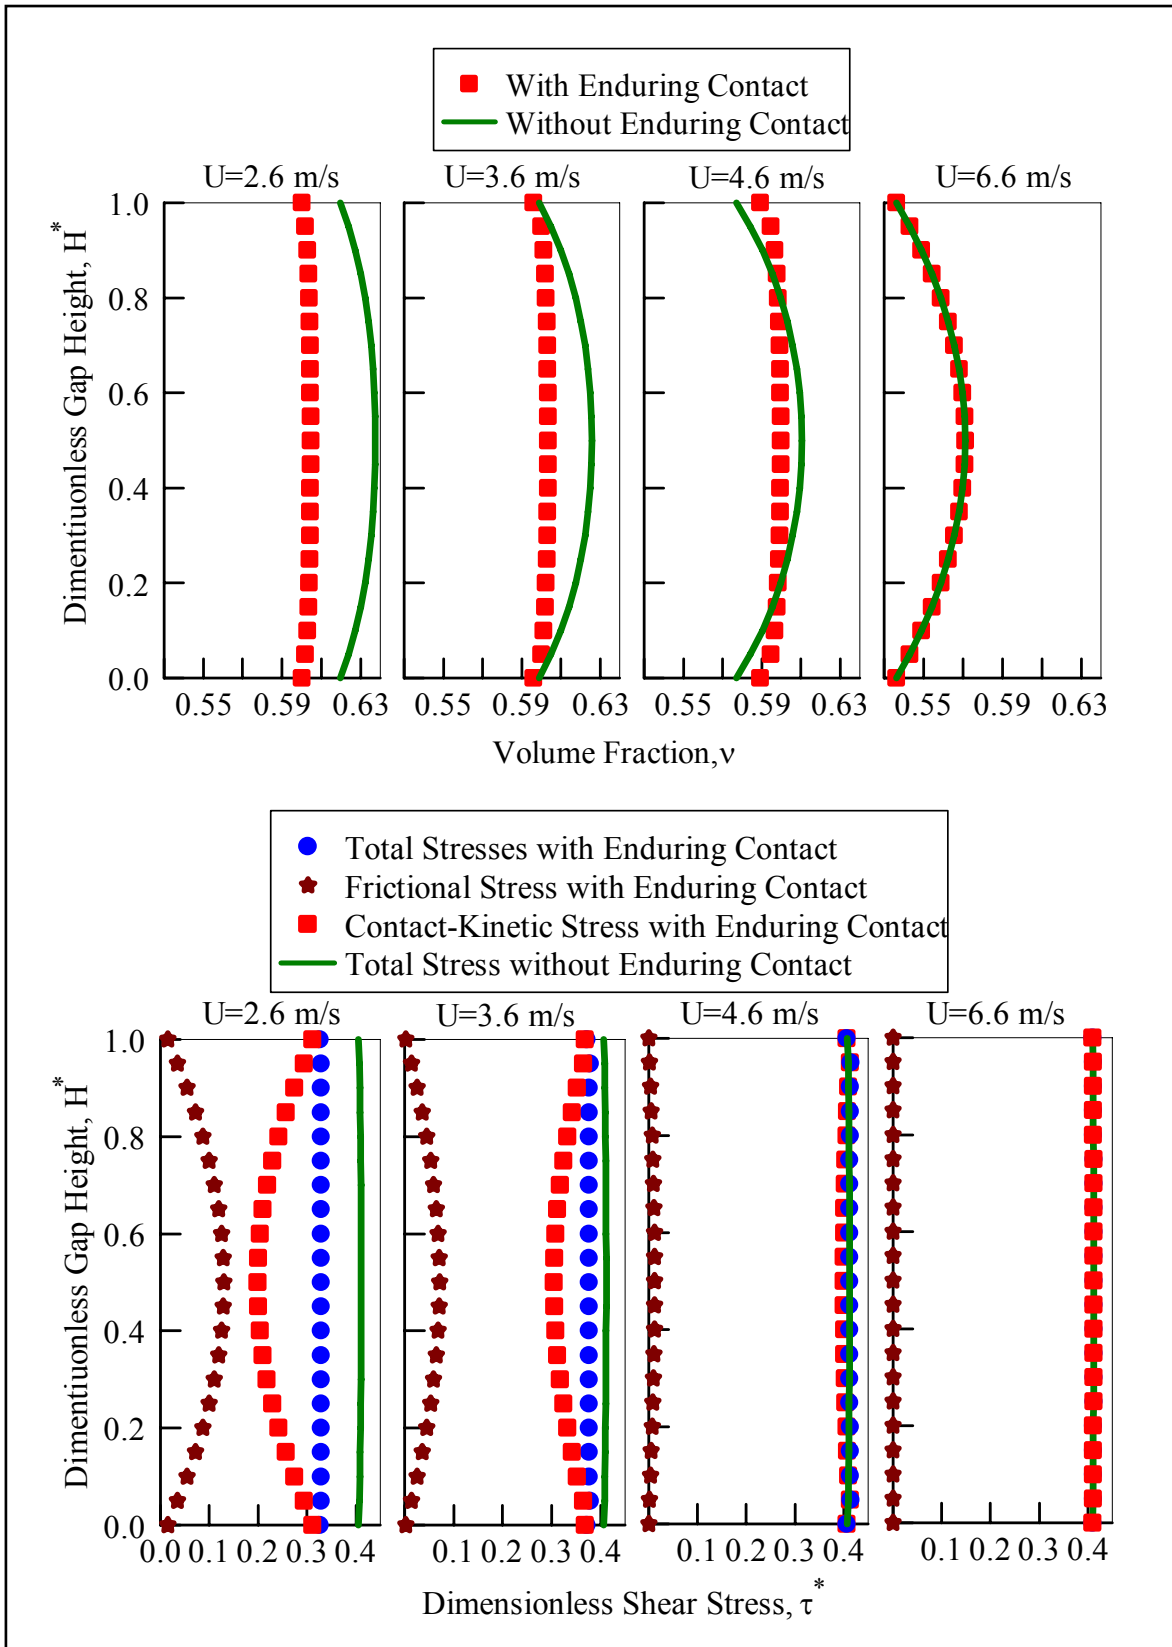 With Enduring Contact
Without Enduring Contact
U=2.6 m/s U=3.6 m/s U=4.6 m/s U=6.6 m/s
1.0
0.8
0.6
0.4
0.2
0.0
Dimentiuonless Gap Height, H*
0.55 0.59 0.63 0.55 0.59 0.63 0.55 0.59 0.63 0.55 0.59 0.63
Volume Fraction,ν
Total Stresses with Enduring Contact
Frictional Stress with Enduring Contact
Contact-Kinetic Stress with Enduring Contact
Total Stress without Enduring Contact
U=2.6 m/s U=3.6 m/s U=4.6 m/s U=6.6 m/s
1.0
0.8
0.6
0.4
0.2
0.0
Dimentiuonless Gap Height, H*
0.0 0.1 0.2 0.3 0.4 0.1 0.2 0.3 0.4 0.1 0.2 0.3 0.4 0.1 0.2 0.3 0.4
Dimensionless Shear Stress, τ*